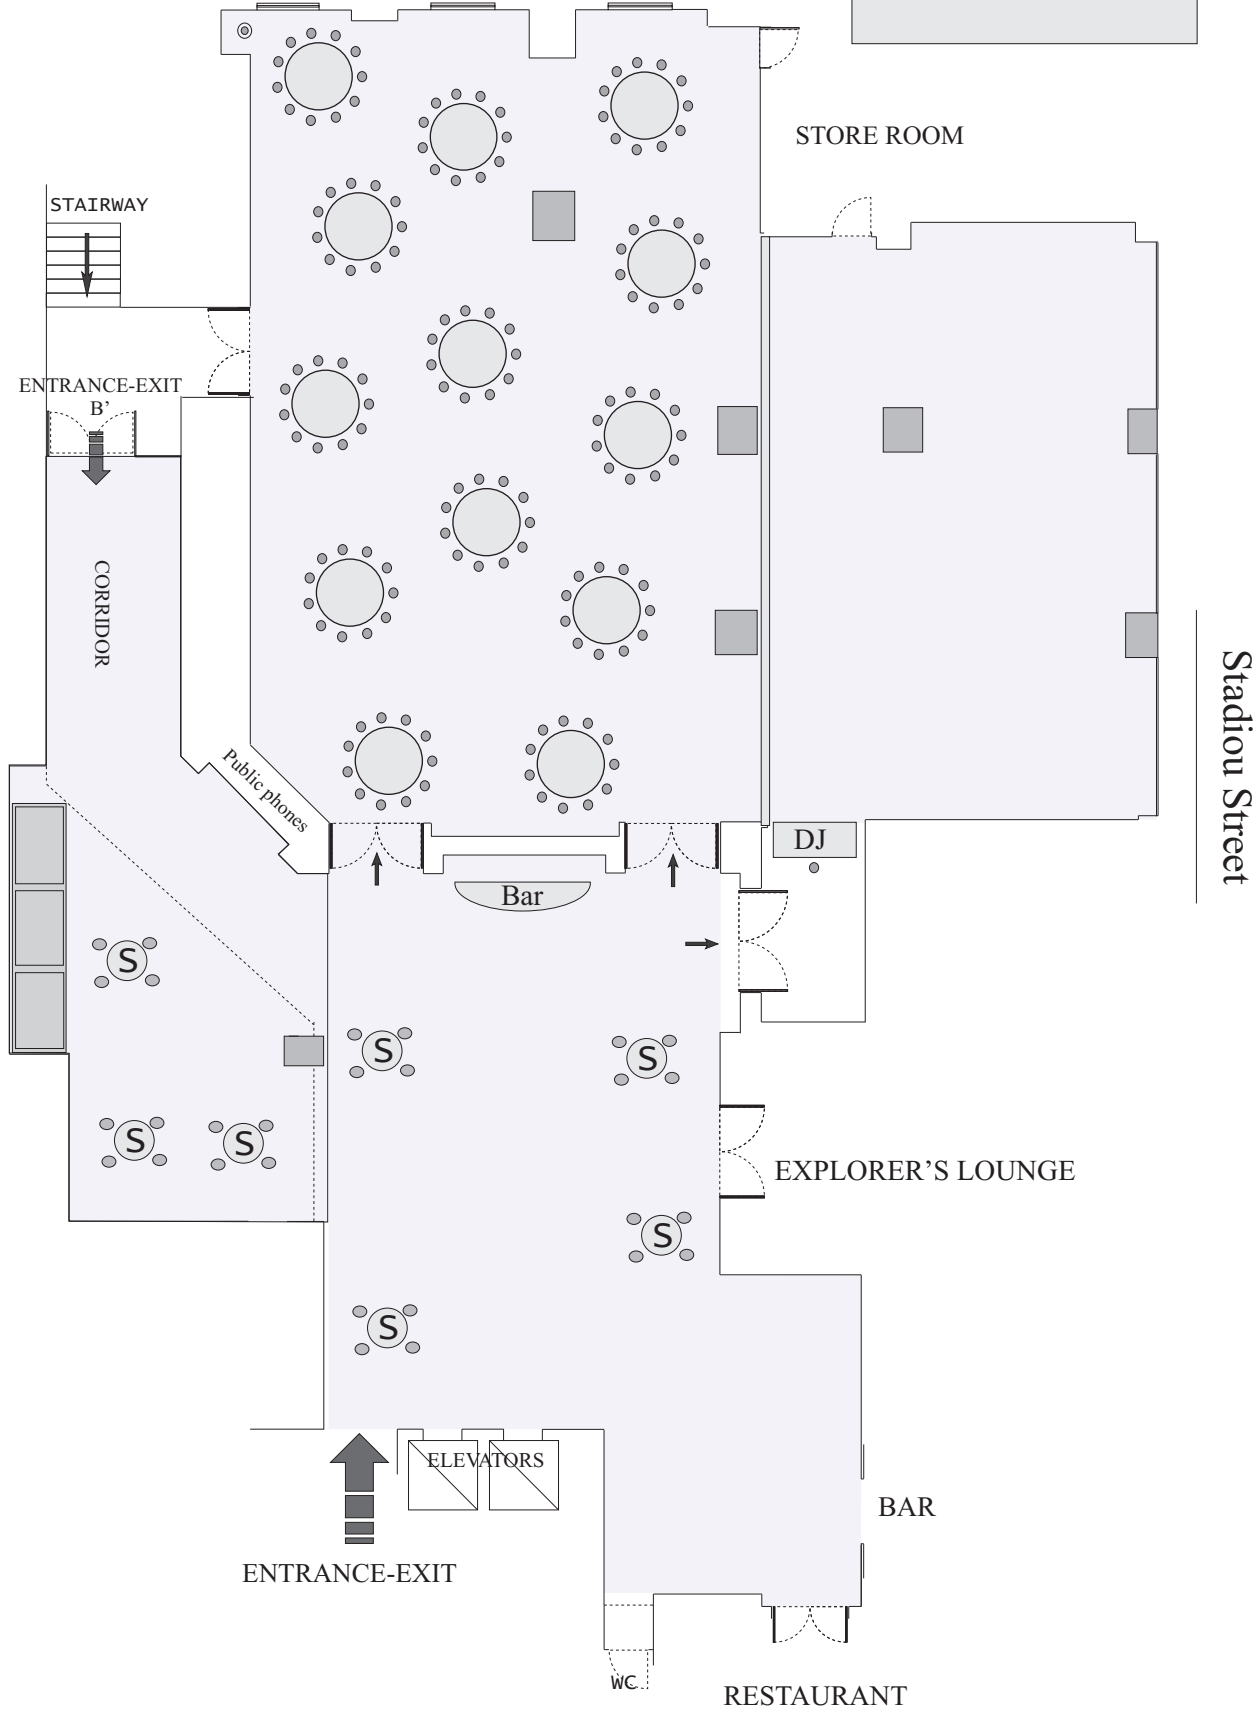 STORE ROOM
STAIRWAY
ENTRANCE-EXIT
B’
CORRIDOR
Public phones
Stadiou Street
DJ
Bar
S
S
S
S
S
EXPLORER’S LOUNGE
S
S
ELEVATORS
BAR
ENTRANCE-EXIT
WC
RESTAURANT